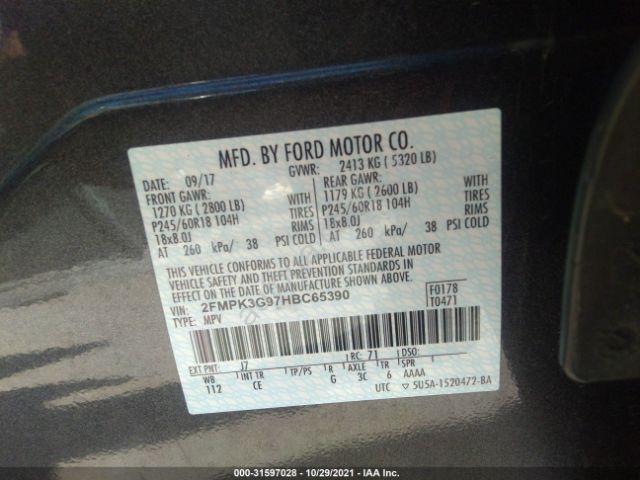 MFD. BY FORD MOTOR CO.
DATE: 09/17 GVWR: 2413 KG ( 5320 LB)
FRONT GAWR: REAR GAWR:
1270 KG ( 2800 LB) WITH 1179 KG ( 2600 LB) WITH
P245/60R18 104H TIRES P245/60R18 104H TIRES
18x8.0J RIMS 18x8.0J RIMS
AT 260 kPa/ 38 PSI COLD AT 260 kPa/ 38 PSI COLD
THIS VEHICLE CONFORMS TO ALL APPLICABLE FEDERAL MOTOR
VEHICLE SAFETY AND THEFT PREVENTION STANDARDS IN
EFFECT ON THE DATE OF MANUFACTURE SHOWN ABOVE.
VIN: 2FMPK3G97HBC65390 F0178
TYPE: MPV T0471
EXT PNT: J7 RC: 71 DSO:
WB INT TR TP/PS R AXLE TR SPR
112 CE G 3C 6 AAAA
UTC 5U5A-1520472-BA
000-31597028 - 10/29/2021 - IAA Inc.